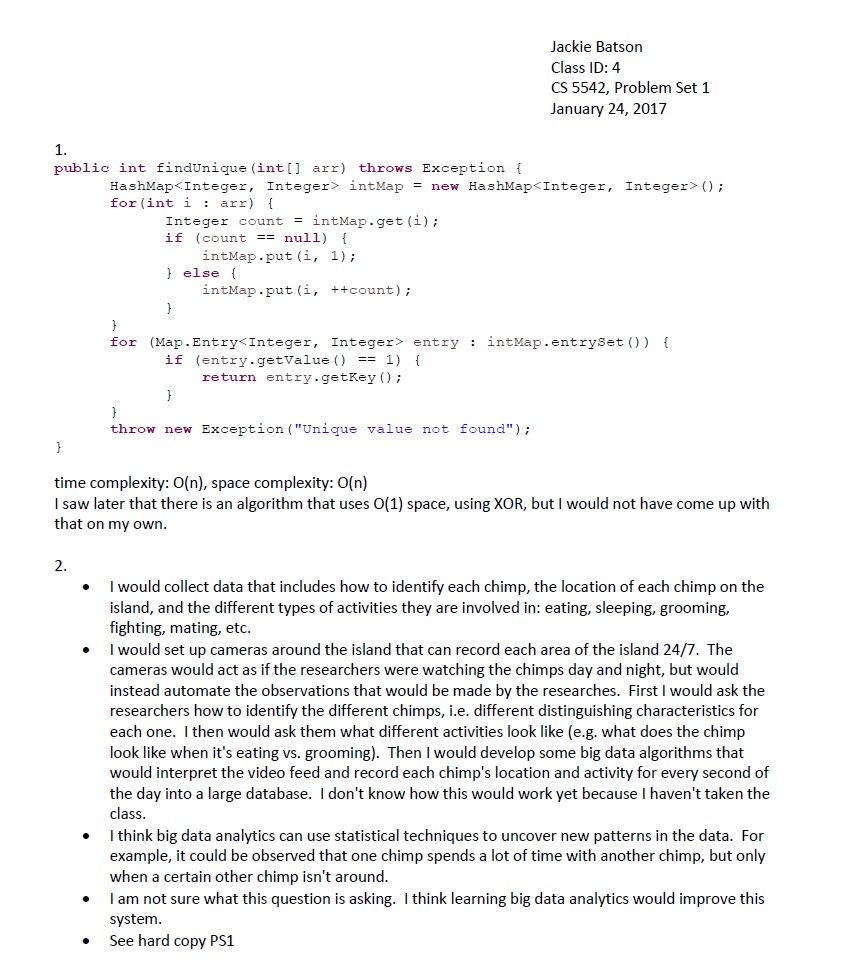 Jackie Batson
Class ID: 4
CS 5542, Problem Set 1
January 24, 2017
1.
public int findUnique(int[] arr) throws Exception {
HashMap<Integer, Integer> intMap = new HashMap<Integer, Integer>();
for(int i : arr) {
Integer count = intMap.get(i);
if (count == null) {
intMap.put(i, 1);
} else {
intMap.put(i, ++count);
}
}
for (Map.Entry<Integer, Integer> entry : intMap.entrySet()) {
if (entry.getValue() == 1) {
return entry.getKey();
}
}
throw new Exception("Unique value not found");
}
time complexity: O(n), space complexity: O(n)
I saw later that there is an algorithm that uses O(1) space, using XOR, but I would not have come up with
that on my own.
2.
• I would collect data that includes how to identify each chimp, the location of each chimp on the
island, and the different types of activities they are involved in: eating, sleeping, grooming,
fighting, mating, etc.
• I would set up cameras around the island that can record each area of the island 24/7. The
cameras would act as if the researchers were watching the chimps day and night, but would
instead automate the observations that would be made by the researches. First I would ask the
researchers how to identify the different chimps, i.e. different distinguishing characteristics for
each one. I then would ask them what different activities look like (e.g. what does the chimp
look like when it's eating vs. grooming). Then I would develop some big data algorithms that
would interpret the video feed and record each chimp's location and activity for every second of
the day into a large database. I don't know how this would work yet because I haven't taken the
class.
• I think big data analytics can use statistical techniques to uncover new patterns in the data. For
example, it could be observed that one chimp spends a lot of time with another chimp, but only
when a certain other chimp isn't around.
• I am not sure what this question is asking. I think learning big data analytics would improve this
system.
• See hard copy PS1